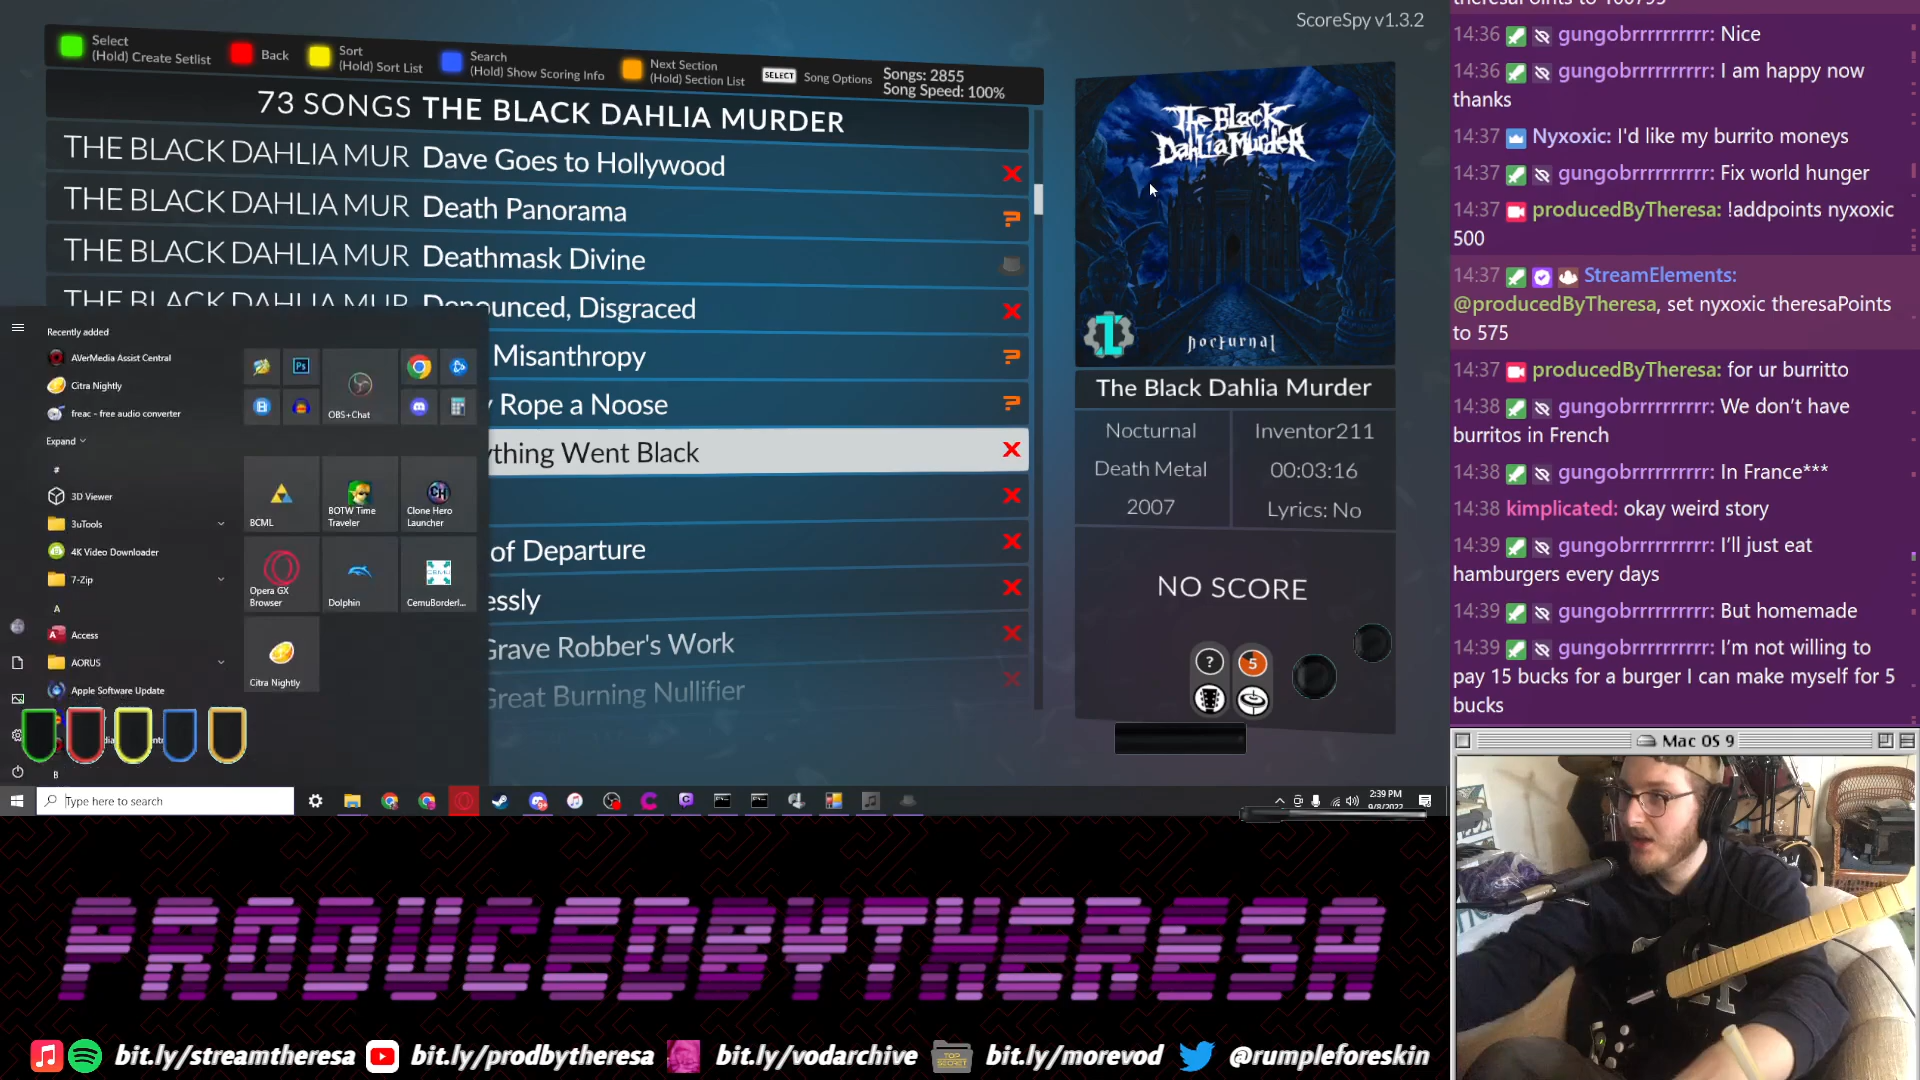 ScoreSpy v1.3.2
Select
(Hold) Create Setlist
Back
Sort
(Hold) Sort List
Search
(Hold) Show Scoring Info
Next Section
(Hold) Section List
SELECT
Song Options
Songs: 2855
Song Speed: 100%
73 SONGS THE BLACK DAHLIA MURDER
THE BLACK DAHLIA MUR Dave Goes to Hollywood
THE BLACK DAHLIA MUR Death Panorama
THE BLACK DAHLIA MUR Deathmask Divine
THE BLACK DAHLIA MUR Denounced, Disgraced
Misanthropy
Rope a Noose
ything Went Black
of Departure
essly
Grave Robber's Work
Great Burning Nullifier
The Black Dahlia Murder
nocturnal
The Black Dahlia Murder
Nocturnal
Inventor211
Death Metal
00:03:16
2007
Lyrics: No
NO SCORE
?
5
Recently added
AVerMedia Assist Central
Citra Nightly
freac - free audio converter
Expand
#
3D Viewer
3uTools
4K Video Downloader
7-Zip
A
Access
AORUS
Apple Software Update
B
Ps
OBS+Chat
BCML
BOTW Time
Traveler
Clone Hero
Launcher
Opera GX
Browser
Dolphin
CemuBorderl...
Citra Nightly
Type here to search
2:39 PM
9/8/2022
14:36 gungobrrrrrrrrrr: Nice
14:36 gungobrrrrrrrrrr: I am happy now
thanks
14:37 Nyxoxic: I'd like my burrito moneys
14:37 gungobrrrrrrrrrr: Fix world hunger
14:37 producedByTheresa: !addpoints nyxoxic
500
14:37 StreamElements:
@producedByTheresa, set nyxoxic theresaPoints
to 575
14:37 producedByTheresa: for ur burritto
14:38 gungobrrrrrrrrrr: We don't have
burritos in French
14:38 gungobrrrrrrrrrr: In France***
14:38 kimplicated: okay weird story
14:39 gungobrrrrrrrrrr: I'll just eat
hamburgers every days
14:39 gungobrrrrrrrrrr: But homemade
14:39 gungobrrrrrrrrrr: I'm not willing to
pay 15 bucks for a burger I can make myself for 5
bucks
Mac OS 9
PRODUCEDBYTHERESA
bit.ly/streamtheresa
bit.ly/prodbytheresa
bit.ly/vodarchive
TOP SECRET
bit.ly/morevod
@rumpleforeskin